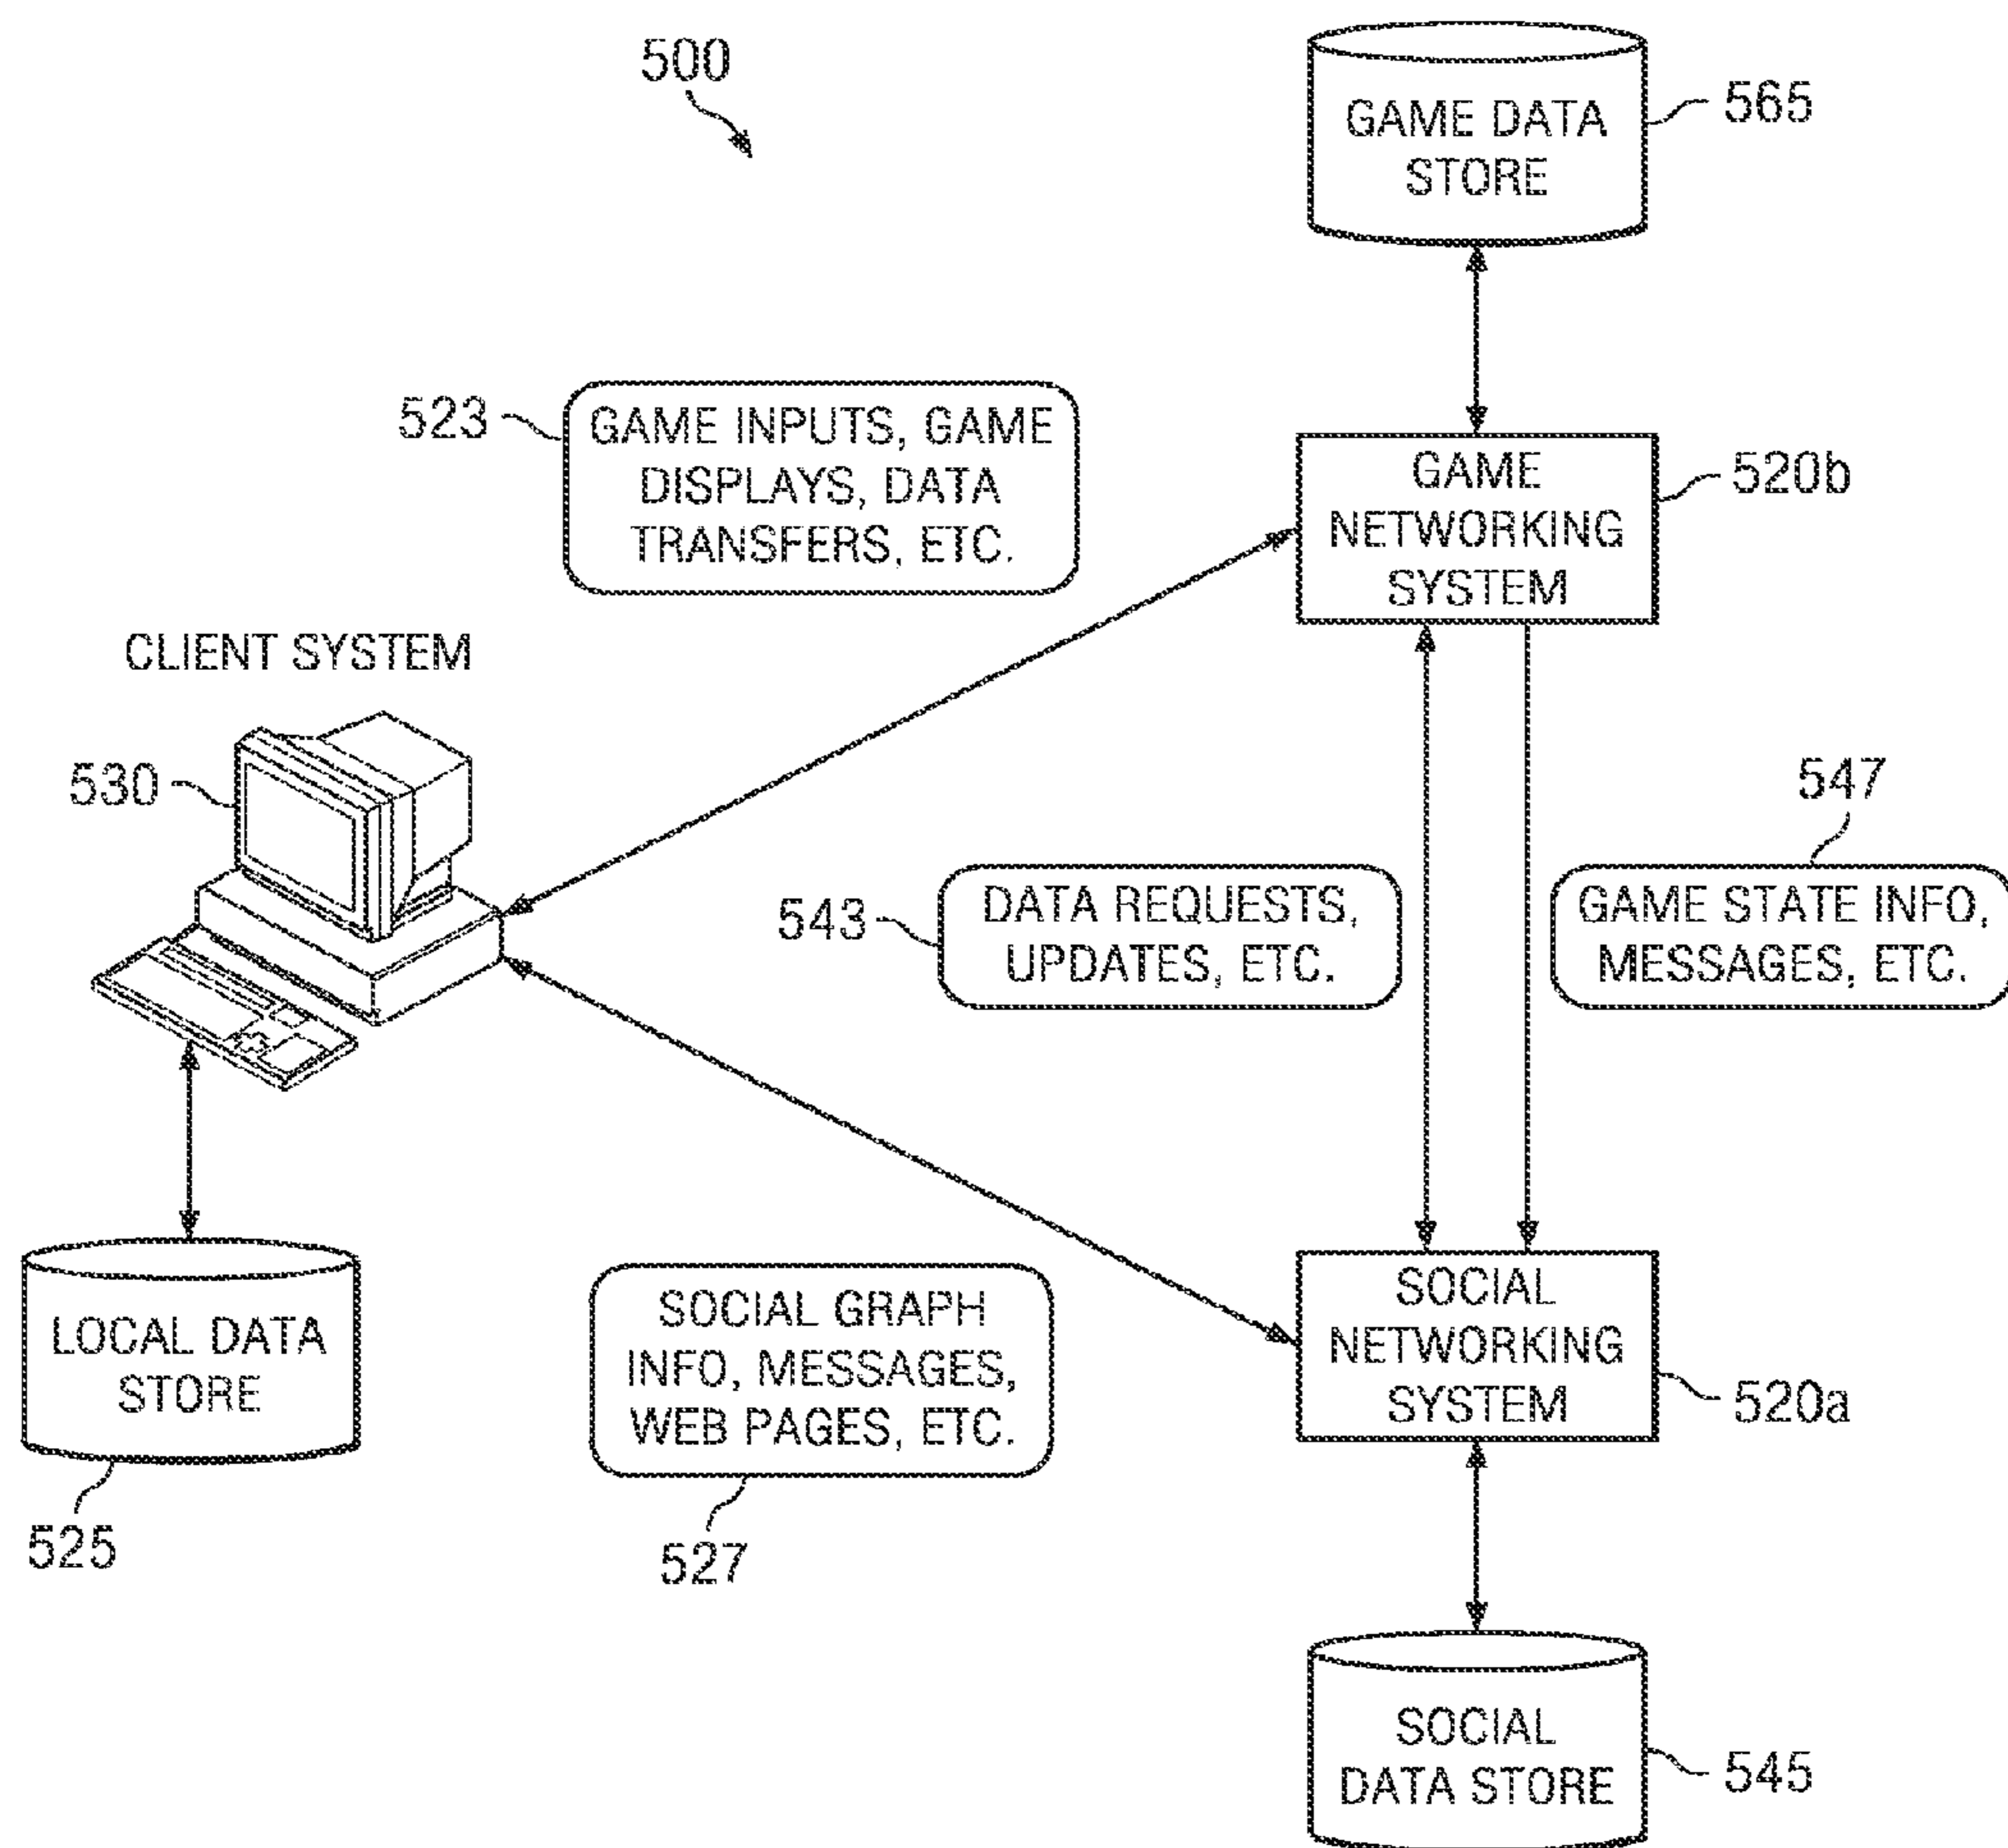 500
GAME DATA
STORE
565
523
GAME INPUTS, GAME
DISPLAYS, DATA
TRANSFERS, ETC.
GAME
NETWORKING
SYSTEM
520b
CLIENT SYSTEM
530
547
543
DATA REQUESTS,
UPDATES, ETC.
GAME STATE INFO,
MESSAGES, ETC.
LOCAL DATA
STORE
525
SOCIAL GRAPH
INFO, MESSAGES,
WEB PAGES, ETC.
527
SOCIAL
NETWORKING
SYSTEM
520a
SOCIAL
DATA STORE
545